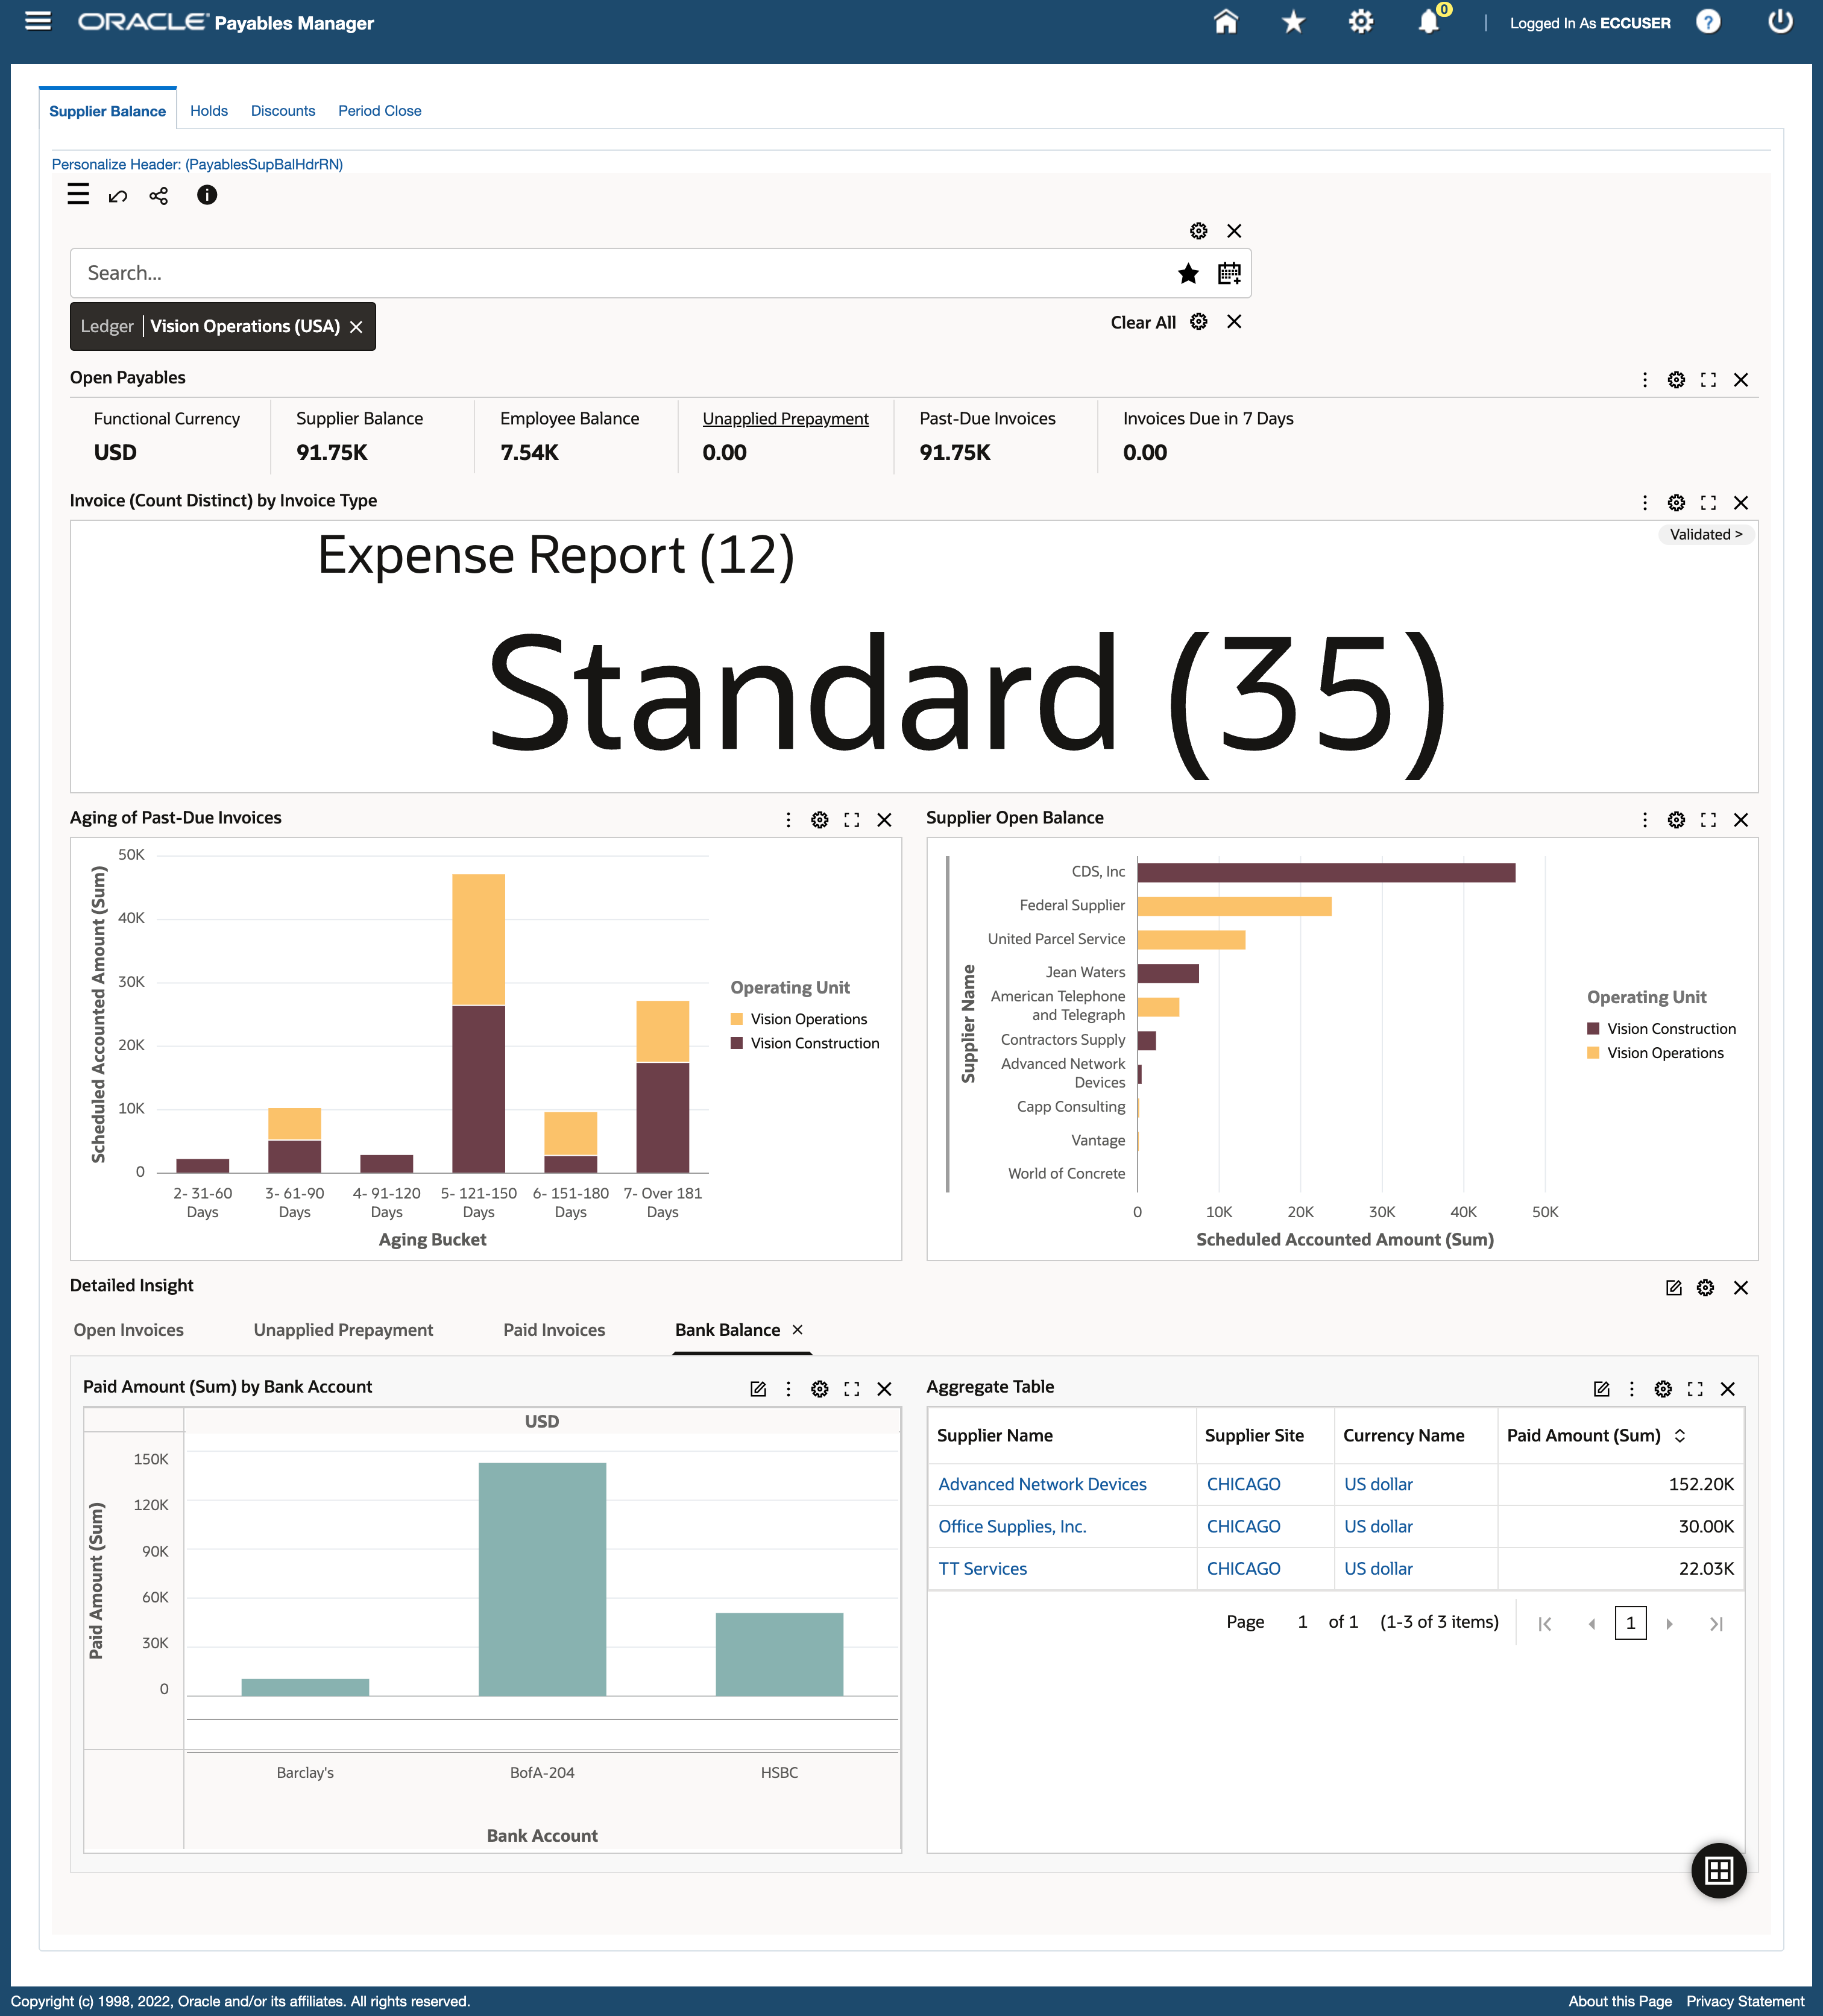 ORACLE Payables Manager
0
Logged In As ECCUSER
?
Supplier Balance
Holds
Discounts
Period Close
Personalize Header: (PayablesSupBalHdrRN)
Search...
Ledger Vision Operations (USA)
Clear All
Open Payables
Functional Currency
USD
Supplier Balance
91.75K
Employee Balance
7.54K
Unapplied Prepayment
0.00
Past-Due Invoices
91.75K
Invoices Due in 7 Days
0.00
Invoice (Count Distinct) by Invoice Type
Validated >
Expense Report (12)
Standard (35)
Aging of Past-Due Invoices
Scheduled Accounted Amount (Sum)
50K
40K
30K
20K
10K
0
2- 31-60
Days
3- 61-90
Days
4- 91-120
Days
5- 121-150
Days
6- 151-180
Days
7- Over 181
Days
Aging Bucket
Operating Unit
Vision Operations
Vision Construction
Supplier Open Balance
Supplier Name
CDS, Inc
Federal Supplier
United Parcel Service
Jean Waters
American Telephone
and Telegraph
Contractors Supply
Advanced Network
Devices
Capp Consulting
Vantage
World of Concrete
0
10K
20K
30K
40K
50K
Scheduled Accounted Amount (Sum)
Operating Unit
Vision Construction
Vision Operations
Detailed Insight
Open Invoices
Unapplied Prepayment
Paid Invoices
Bank Balance
Paid Amount (Sum) by Bank Account
USD
Paid Amount (Sum)
150K
120K
90K
60K
30K
0
Barclay's
BofA-204
HSBC
Bank Account
Aggregate Table
Supplier Name
Supplier Site
Currency Name
Paid Amount (Sum)
Advanced Network Devices
CHICAGO
US dollar
152.20K
Office Supplies, Inc.
CHICAGO
US dollar
30.00K
TT Services
CHICAGO
US dollar
22.03K
Page 1 of 1 (1-3 of 3 items)
1
Copyright (c) 1998, 2022, Oracle and/or its affiliates. All rights reserved.
About this Page
Privacy Statement